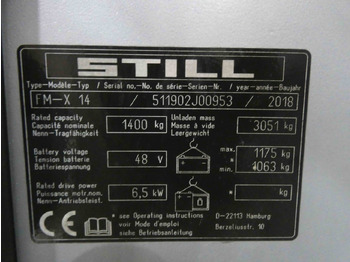 STILL
Type-Modèle-Typ / Serial no.-No. de série-Serien-Nr. / year-année-Baujahr
FM-X 14 / 511902J00953 / 2018
Rated capacity
Capacité nominale
Nenn-Tragfähigkeit
1400 kg
Unladen mass
Masse à vide
Leergewicht
3051 kg
Battery voltage
Tension batterie
Batteriespannung
48 V
max. 1175 kg
*
min. 1063 kg
Rated drive power
Puissance motr.nom.
Nenn-Antriebsleist.
6,5 kW
* kg
CE
* see Operating instructions
voir Mode d'emploi
siehe Betriebsanleitung
D-22113 Hamburg
Berzeliusstr. 10